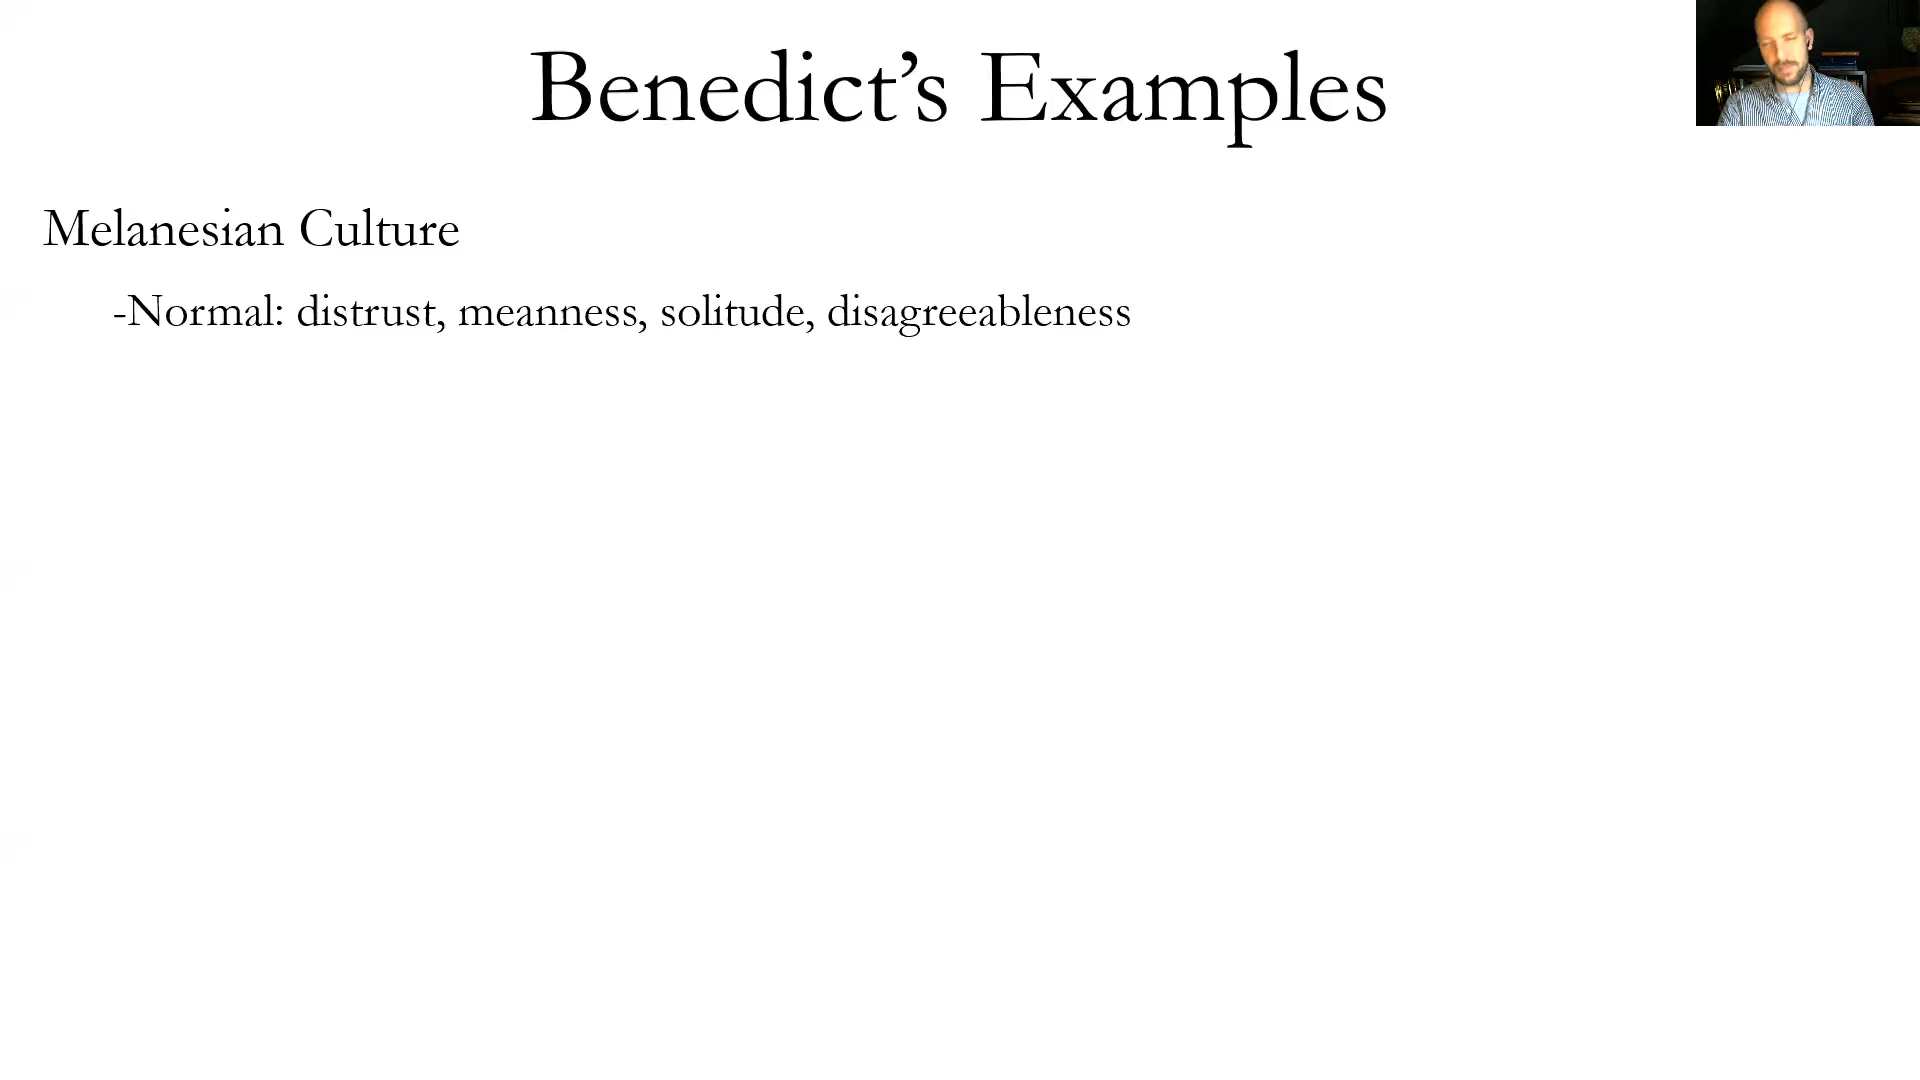 Benedict’s Examples
Melanesian Culture
-Normal: distrust, meanness, solitude, disagreeableness